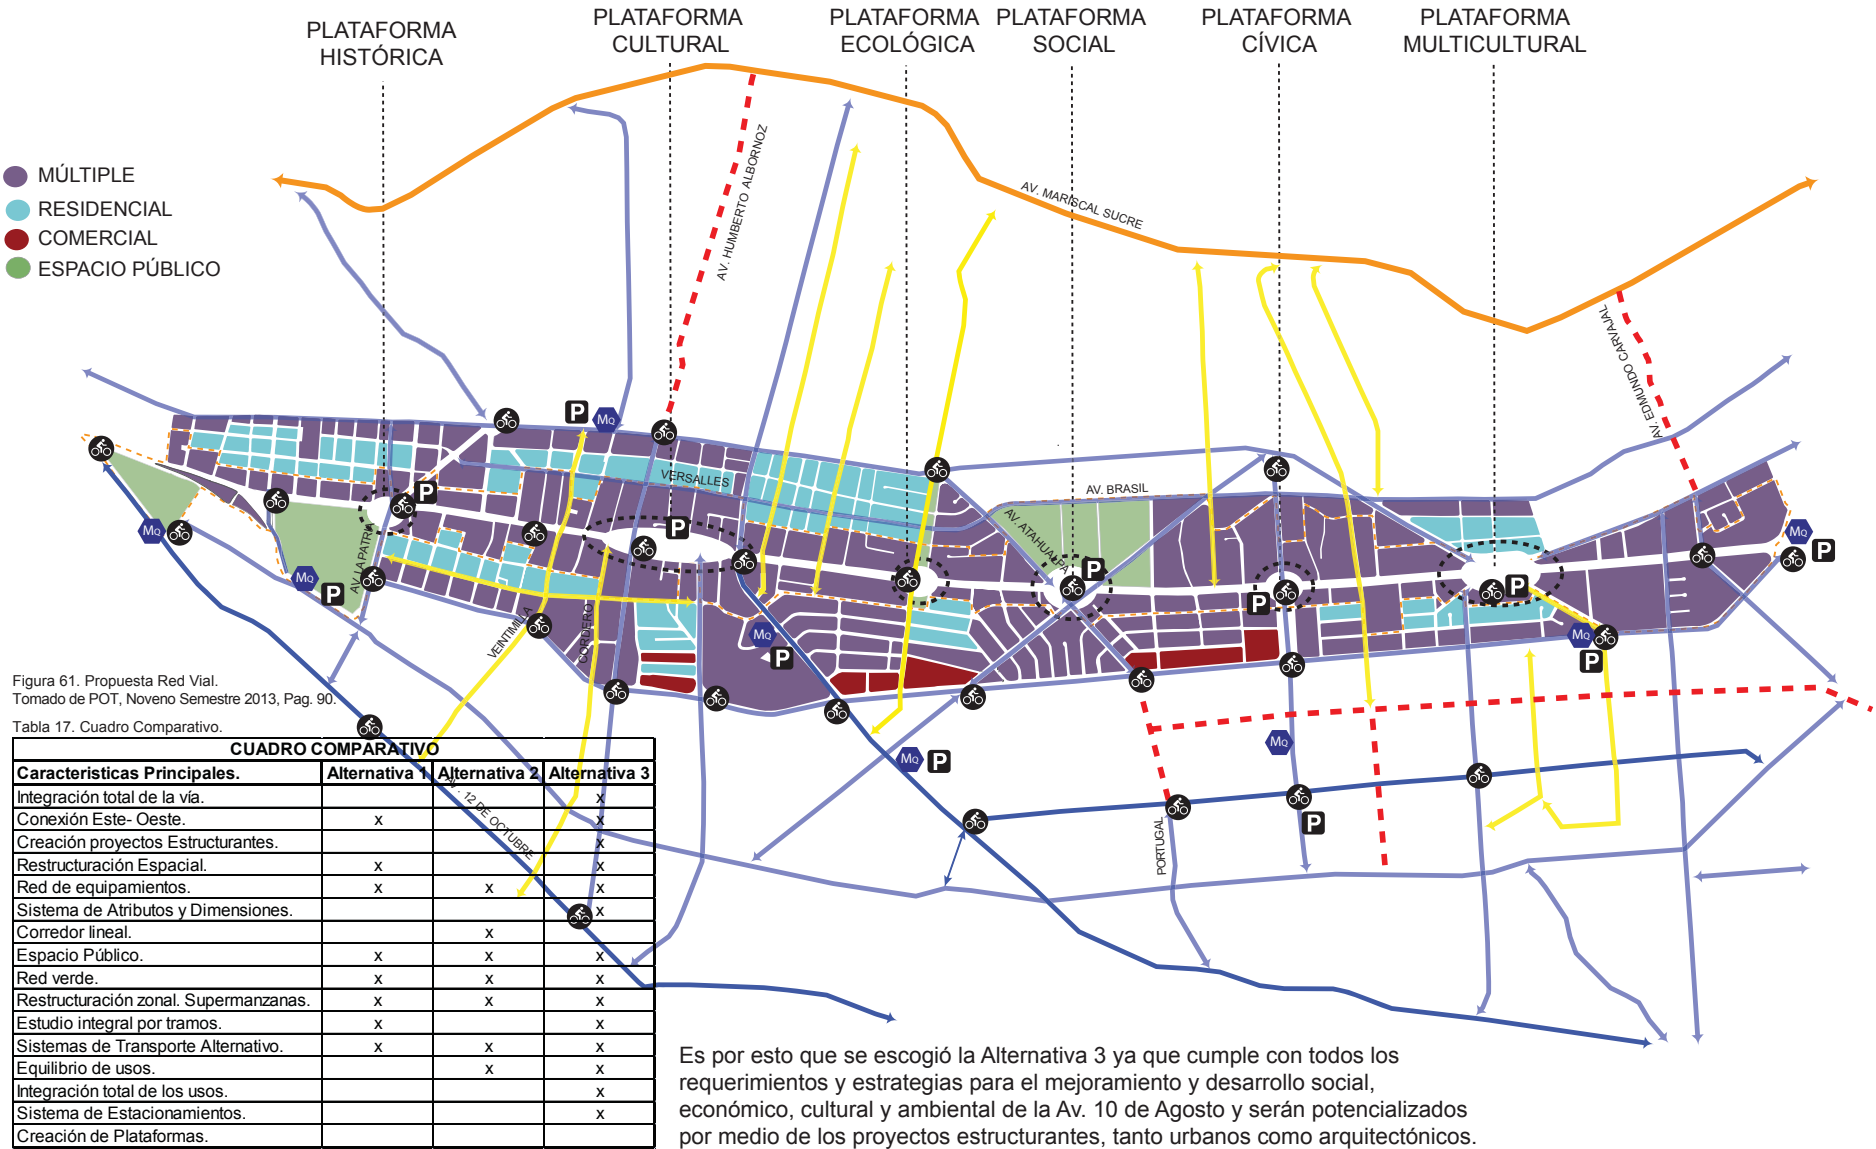 PLATAFORMA
HISTÓRICA
PLATAFORMA
CULTURAL
PLATAFORMA
ECOLÓGICA
PLATAFORMA
SOCIAL
PLATAFORMA
CÍVICA
PLATAFORMA
MULTICULTURAL
MÚLTIPLE
RESIDENCIAL
COMERCIAL
ESPACIO PÚBLICO
AV. HUMBERTO ALBORNOZ
AV. MARISCAL SUCRE
AV. EDMUNDO CARVAJAL
P
MQ
VERSALLES
AV. BRASIL
AV. ATAHUALPA
P
P
P
P
P
P
MQ
P
MQ
MQ
P
AV. LA PATRIA
VEINTIMILLA
CORDERO
MQ
P
MQ
P
MQ
P
MQ
P
AV. 12 DE OCTUBRE
PORTUGAL
Figura 61. Propuesta Red Vial.
Tomado de POT, Noveno Semestre 2013, Pag. 90.
Tabla 17. Cuadro Comparativo.
CUADRO COMPARATIVO
Caracteristicas Principales. Alternativa 1 Alternativa 2 Alternativa 3
Integración total de la vía. x
Conexión Este- Oeste. x x
Creación proyectos Estructurantes. x
Restructuración Espacial. x x
Red de equipamientos. x x x
Sistema de Atributos y Dimensiones. x
Corredor lineal. x
Espacio Público. x x x
Red verde. x x x
Restructuración zonal. Supermanzanas. x x x
Estudio integral por tramos. x x
Sistemas de Transporte Alternativo. x x x
Equilibrio de usos. x x
Integración total de los usos. x
Sistema de Estacionamientos. x
Creación de Plataformas.
Es por esto que se escogió la Alternativa 3 ya que cumple con todos los
requerimientos y estrategias para el mejoramiento y desarrollo social,
económico, cultural y ambiental de la Av. 10 de Agosto y serán potencializados
por medio de los proyectos estructurantes, tanto urbanos como arquitectónicos.